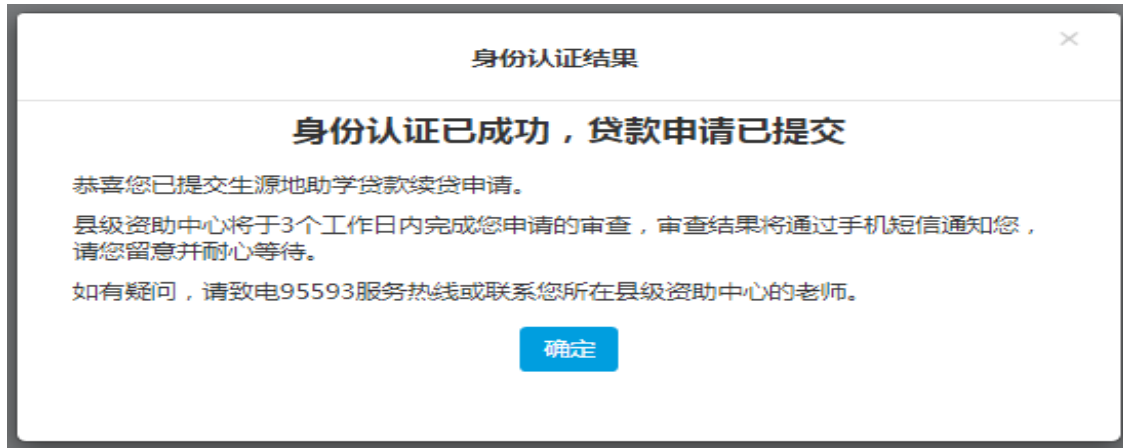 身份认证结果
×
身份认证已成功，贷款申请已提交
恭喜您已提交生源地助学贷款续贷申请。
县级资助中心将于3个工作日内完成您申请的审查，审查结果将通过手机短信通知您，
请您留意并耐心等待。
如有疑问，请致电95593服务热线或联系您所在县级资助中心的老师。
确定